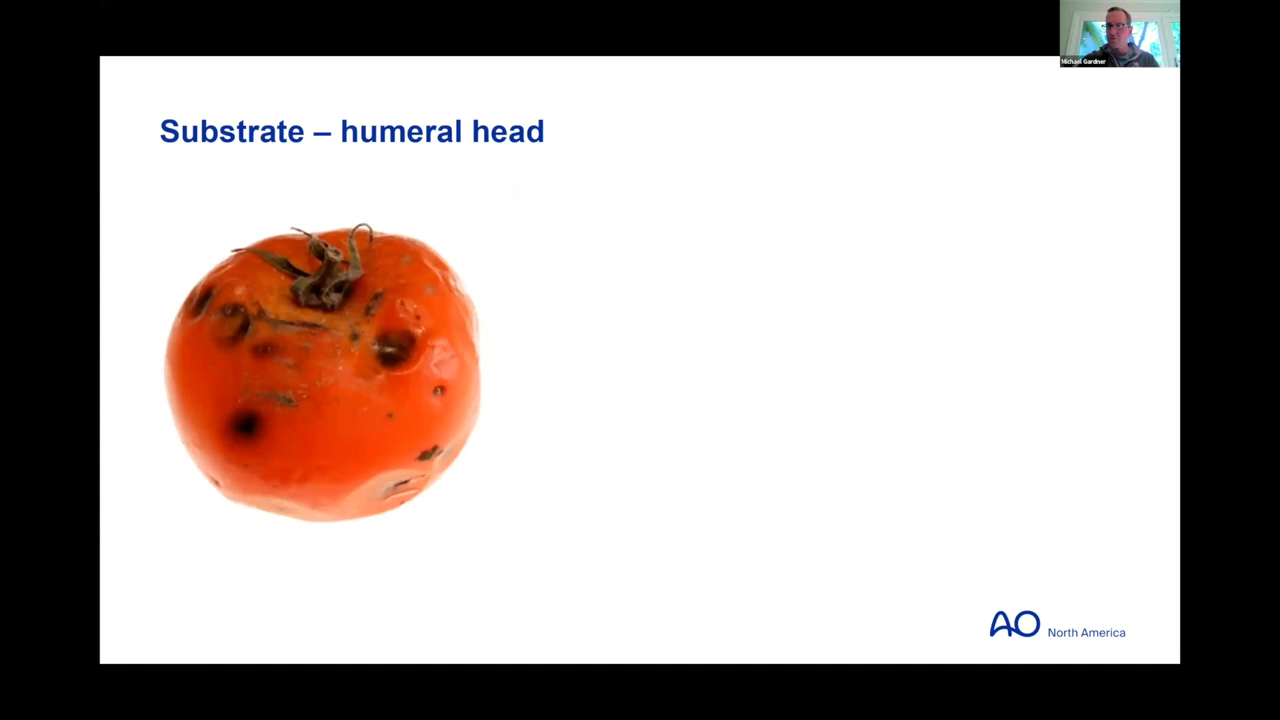 Michael Gardner
Substrate – humeral head
AO North America